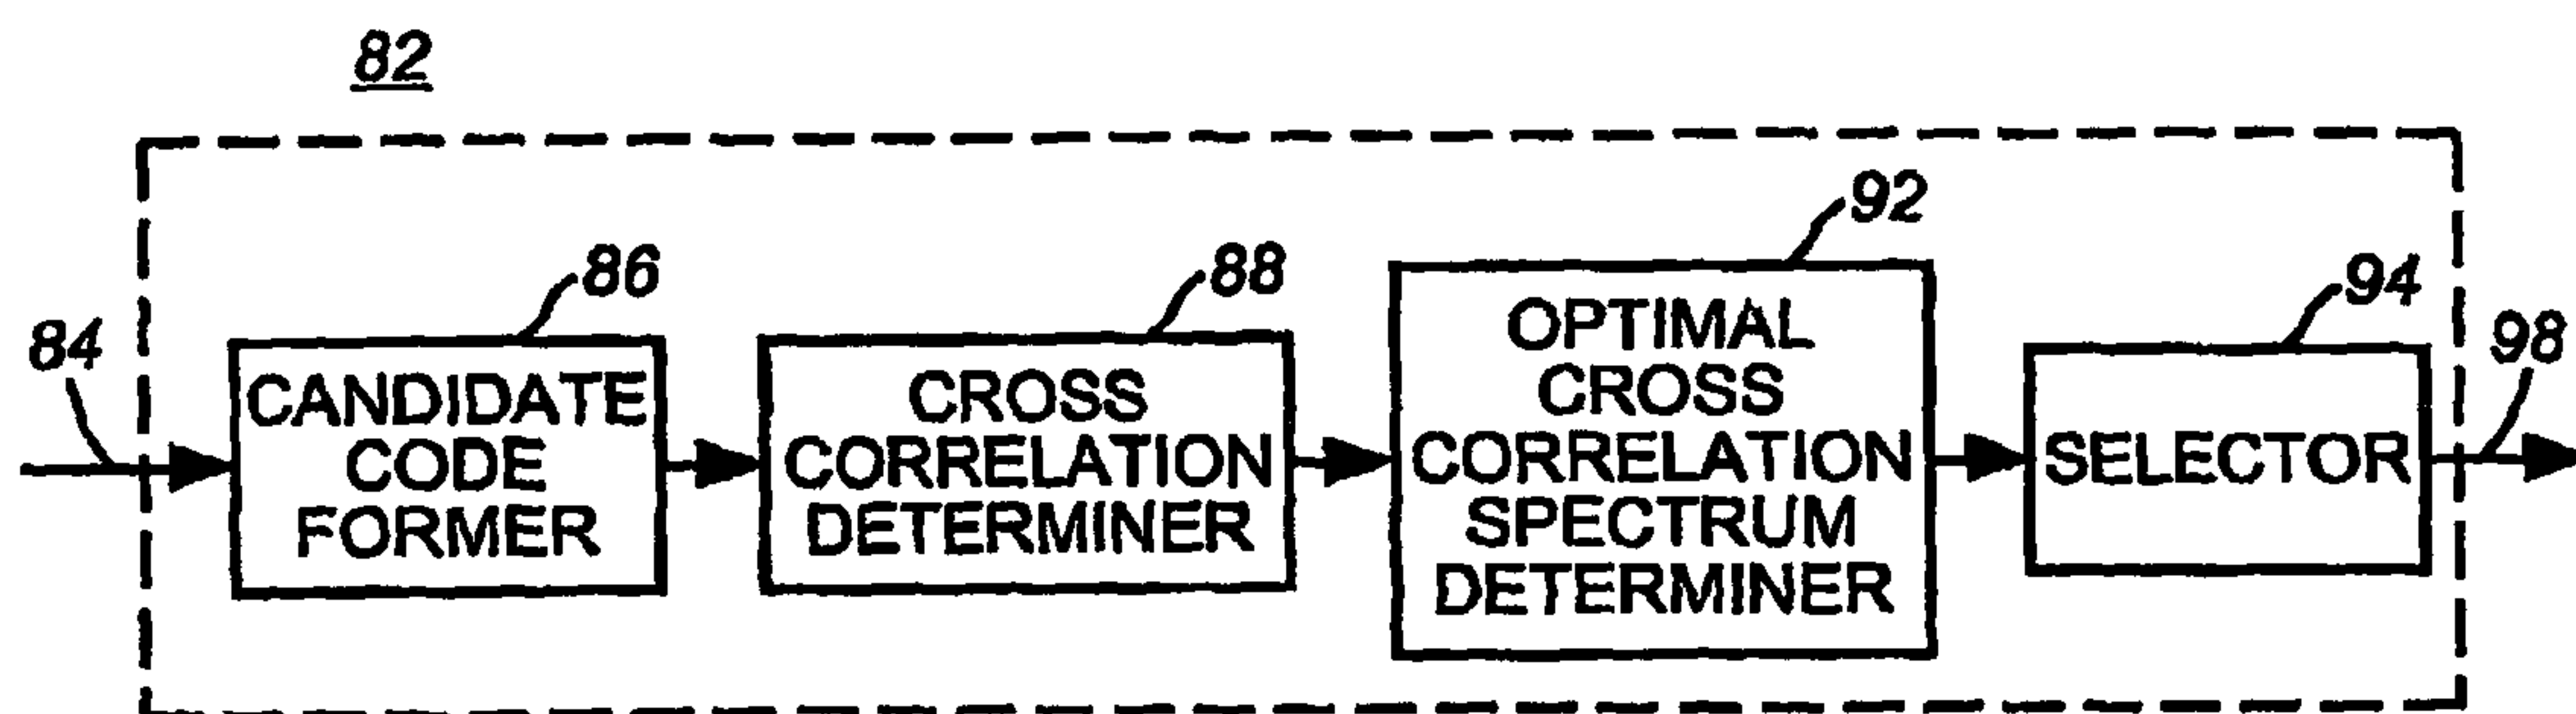 82
84
86
CANDIDATE
CODE
FORMER
88
CROSS
CORRELATION
DETERMINER
92
OPTIMAL
CROSS
CORRELATION
SPECTRUM
DETERMINER
94
SELECTOR
98